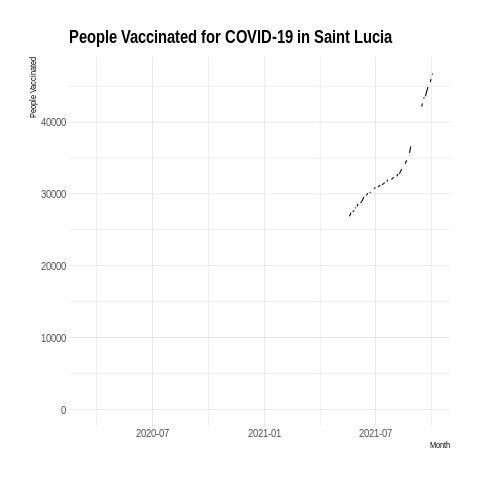 People Vaccinated for COVID-19 in Saint Lucia
People Vaccinated
40000
30000
20000
10000
0
2020-07 2021-01 2021-07
Month